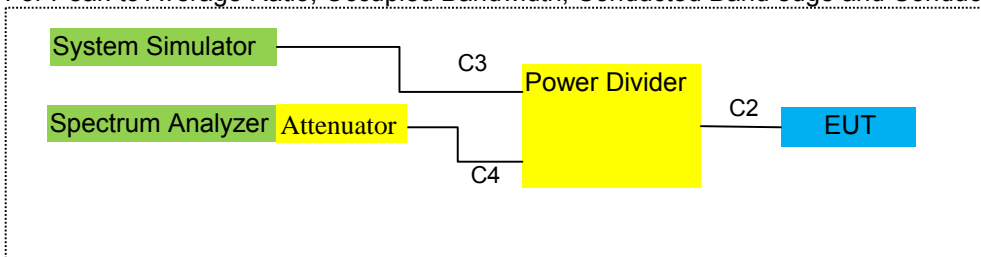 System Simulator
C3
Power Divider
C2
Spectrum Analyzer Attenuator
EUT
C4